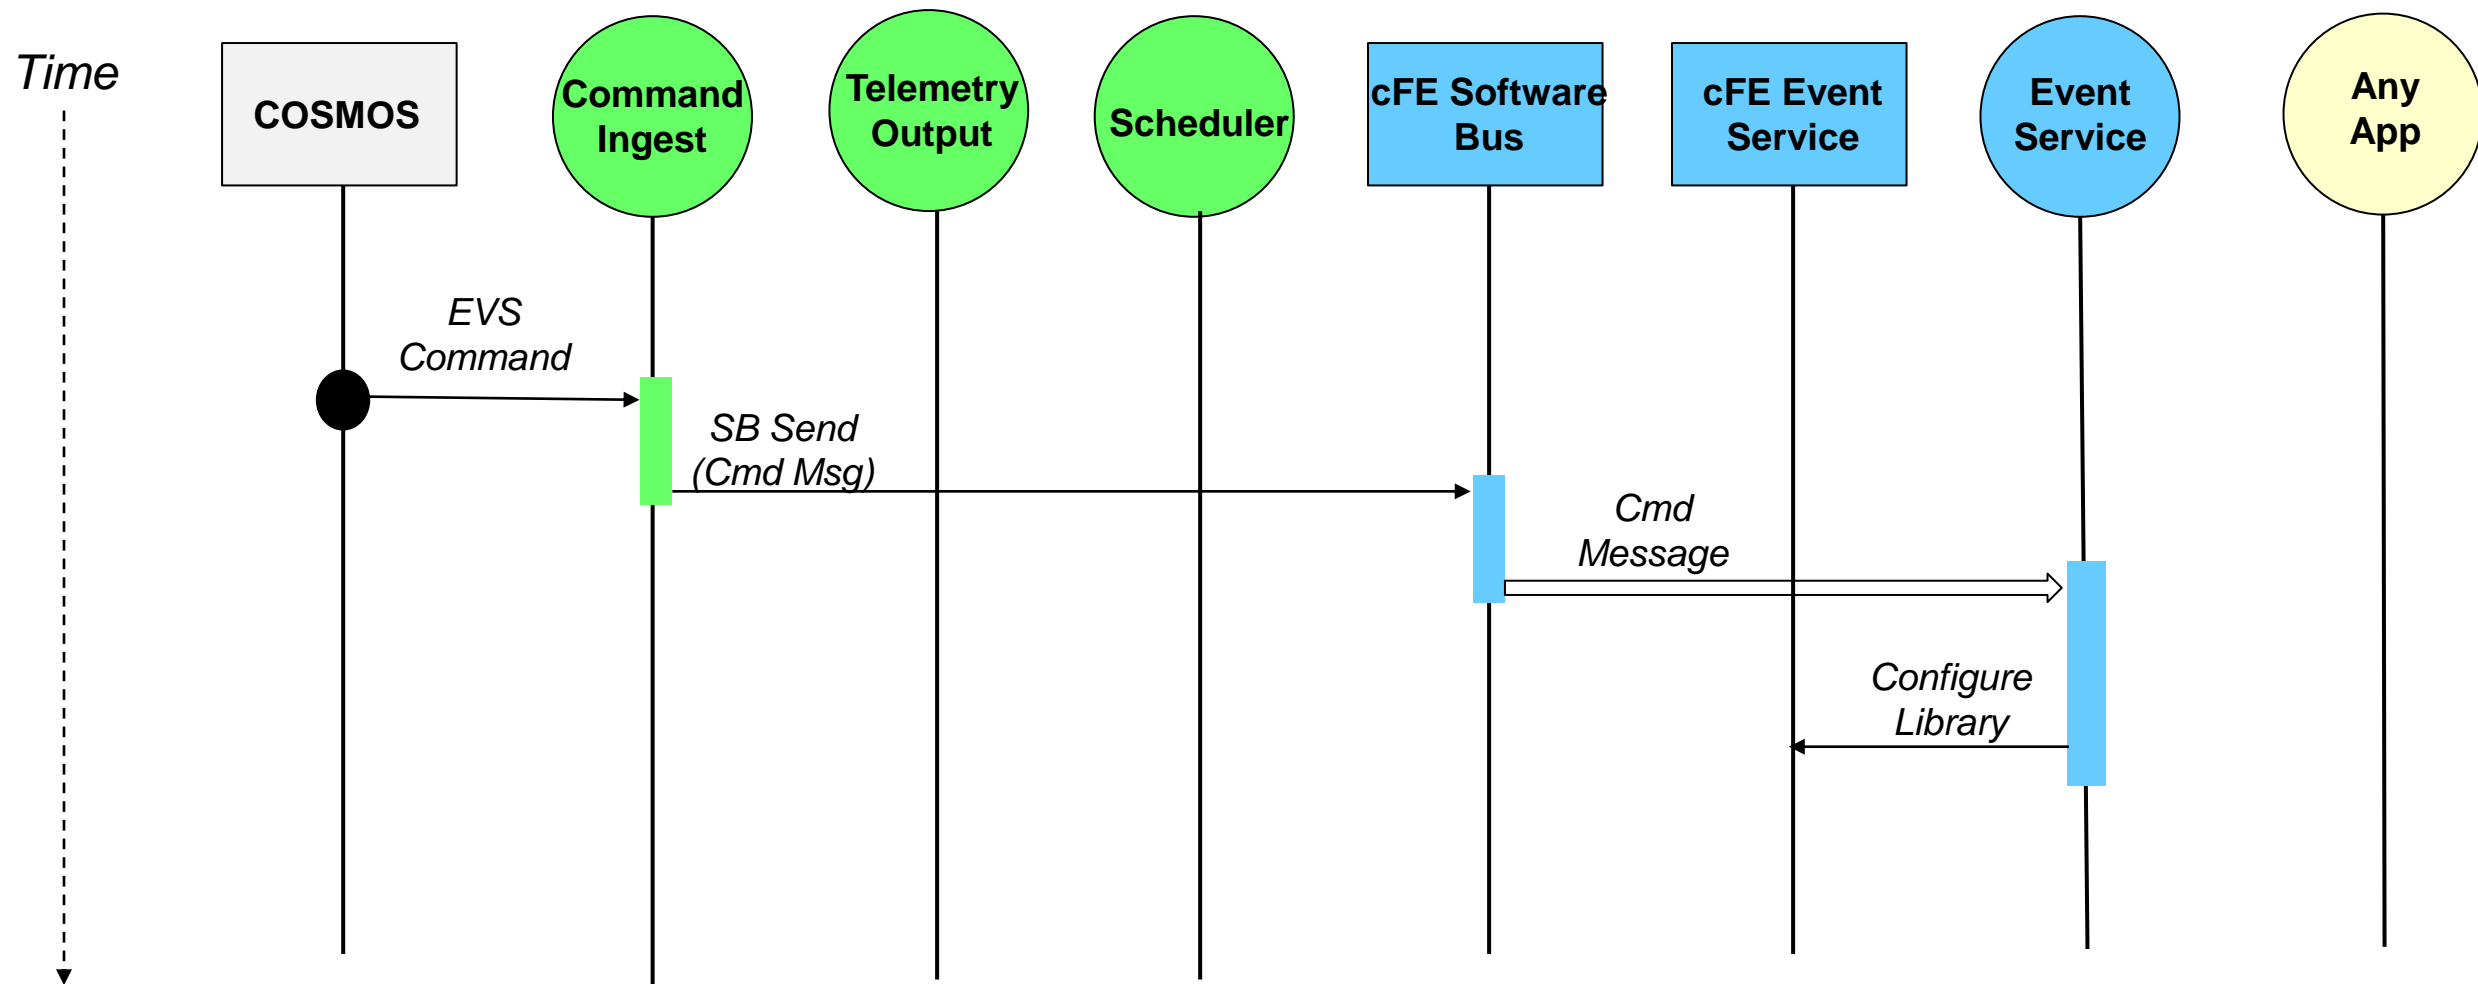 Time
COSMOS
Command
Ingest
Telemetry
Output
Scheduler
cFE Software
Bus
cFE Event
Service
Event
Service
Any
App
EVS
Command
SB Send
(Cmd Msg)
Cmd
Message
Configure
Library